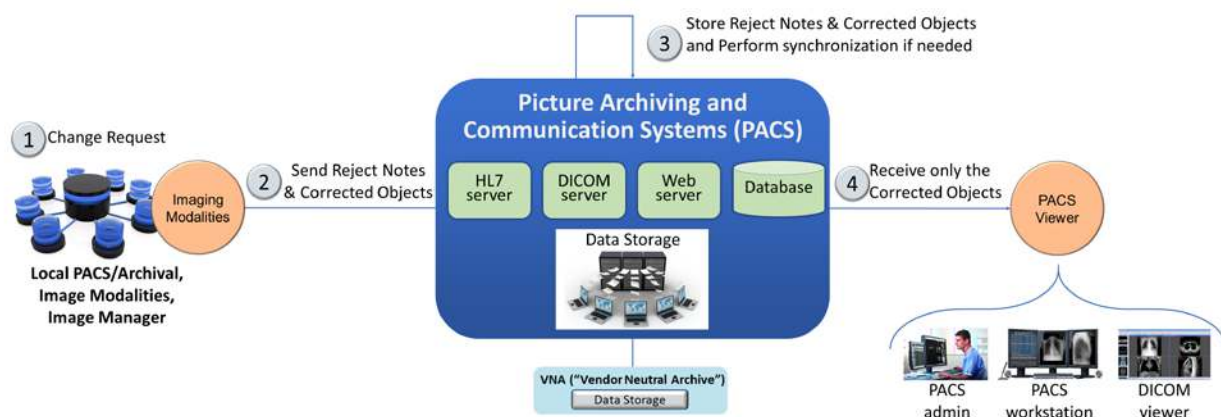 3
Store Reject Notes & Corrected Objects
and Perform synchronization if needed
Picture Archiving and
Communication Systems (PACS)
1
Change Request
2
Send Reject Notes
& Corrected Objects
Imaging
Modalities
HL7
server
DICOM
server
Web
server
Database
4
Receive only the
Corrected Objects
PACS
Viewer
Data Storage
Local PACS/Archival,
Image Modalities,
Image Manager
VNA ("Vendor Neutral Archive")
Data Storage
PACS
admin
PACS
workstation
DICOM
viewer